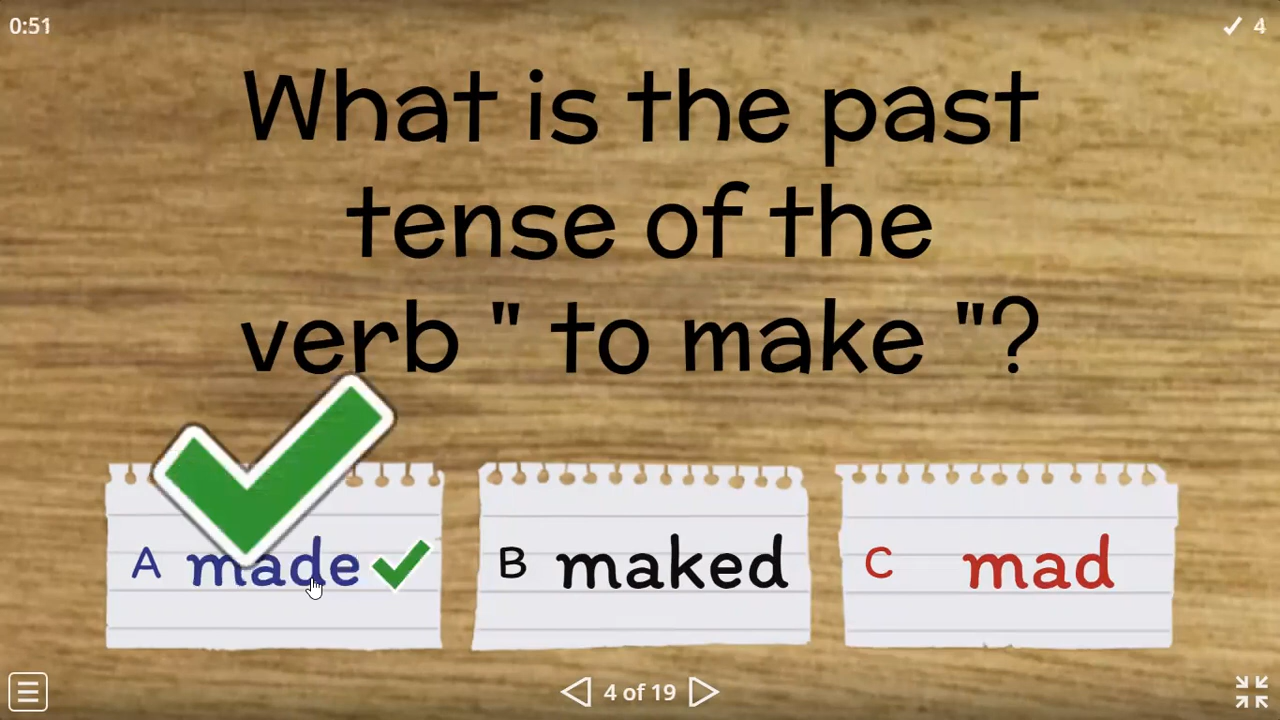 0:51
4
What is the past
tense of the
verb " to make "?
A made
B maked
C mad
4 of 19